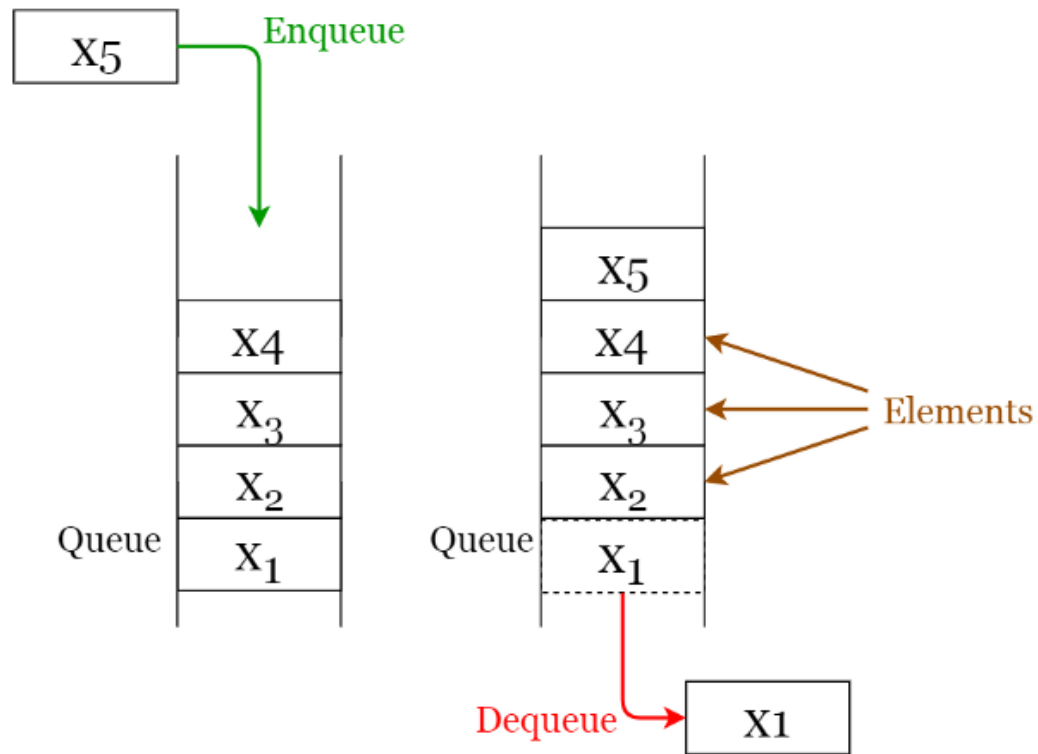 X5
Enqueue
X4
X3
X2
Queue
X1
X5
X4
X3
X2
Queue
X1
Elements
Dequeue
X1